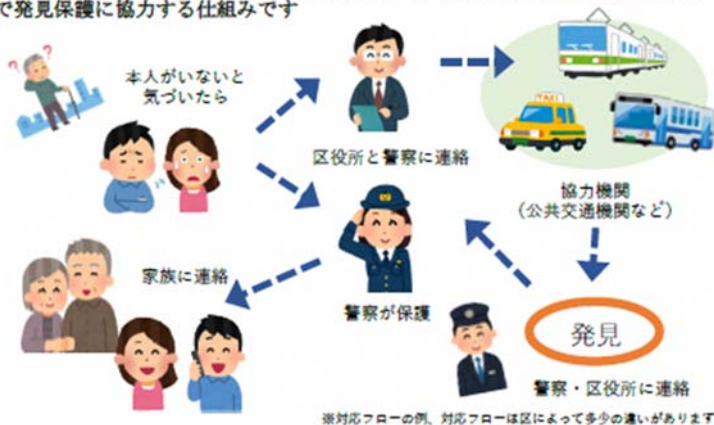 で発見保護に協力する仕組みです
本人がいないと
気づいたら
区役所と警察に連絡
TAXI
協力機関
（公共交通機関など）
家族に連絡
警察が保護
発見
警察・区役所に連絡
※対応フローの例、対応フローは区によって多少の違いがあります